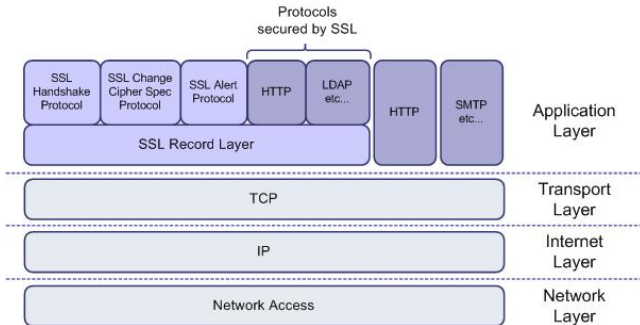 Protocols
secured by SSL
SSL
Handshake
Protocol
SSL Change
Cipher Spec
Protocol
SSL Alert
Protocol
HTTP
LDAP
etc...
HTTP
SMTP
etc...
Application
Layer
SSL Record Layer
TCP
Transport
Layer
IP
Internet
Layer
Network Access
Network
Layer